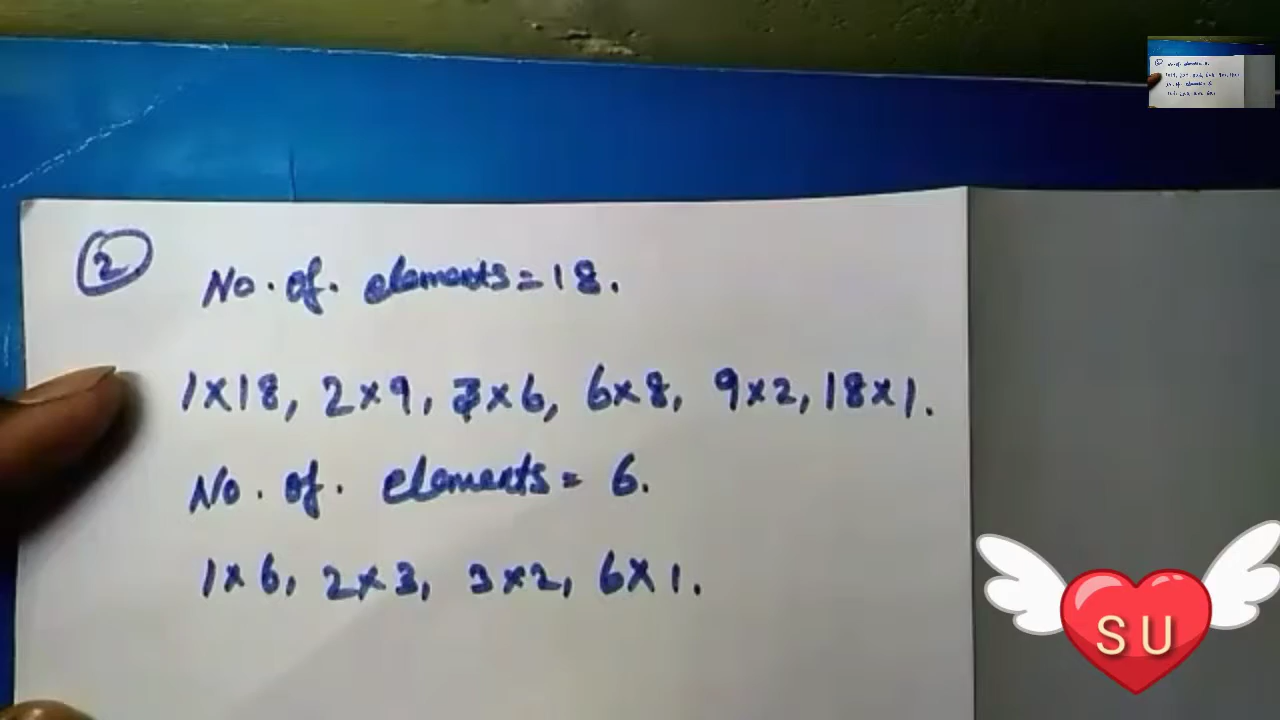 2
No. of. elements = 18.
1×18, 2×9, 3×6, 6×8, 9×2, 18×1.
No. of. elements = 6.
1×6, 2×3, 3×2, 6×1.
SU